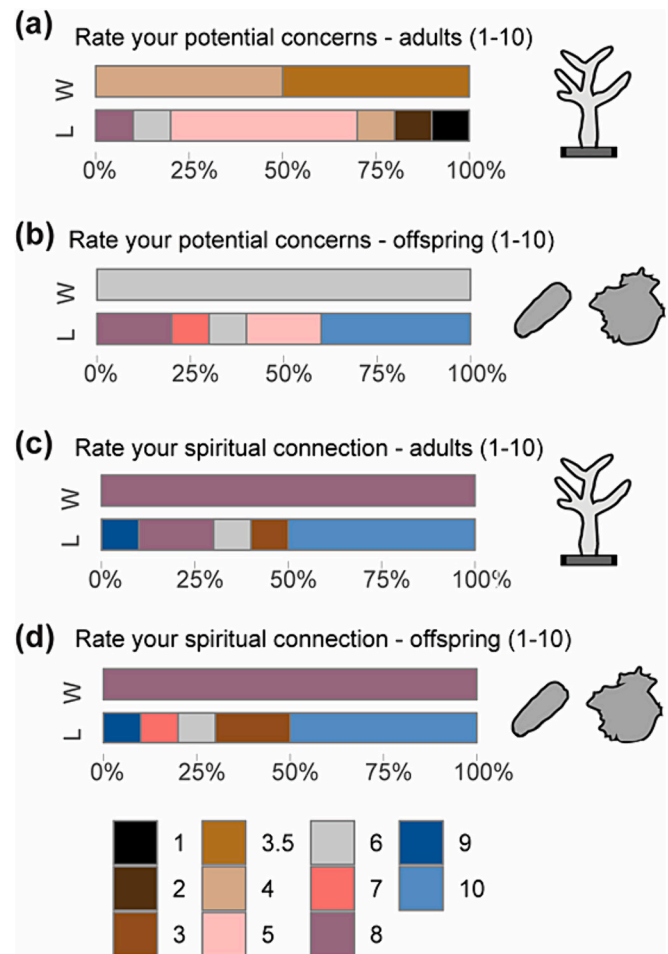 (a) Rate your potential concerns - adults (1-10)
W
L
0% 25% 50% 75% 100%
(b) Rate your potential concerns - offspring (1-10)
W
L
0% 25% 50% 75% 100%
(c) Rate your spiritual connection - adults (1-10)
W
L
0% 25% 50% 75% 100%
(d) Rate your spiritual connection - offspring (1-10)
W
L
0% 25% 50% 75% 100%
1 3.5 6 9
2 4 7 10
3 5 8